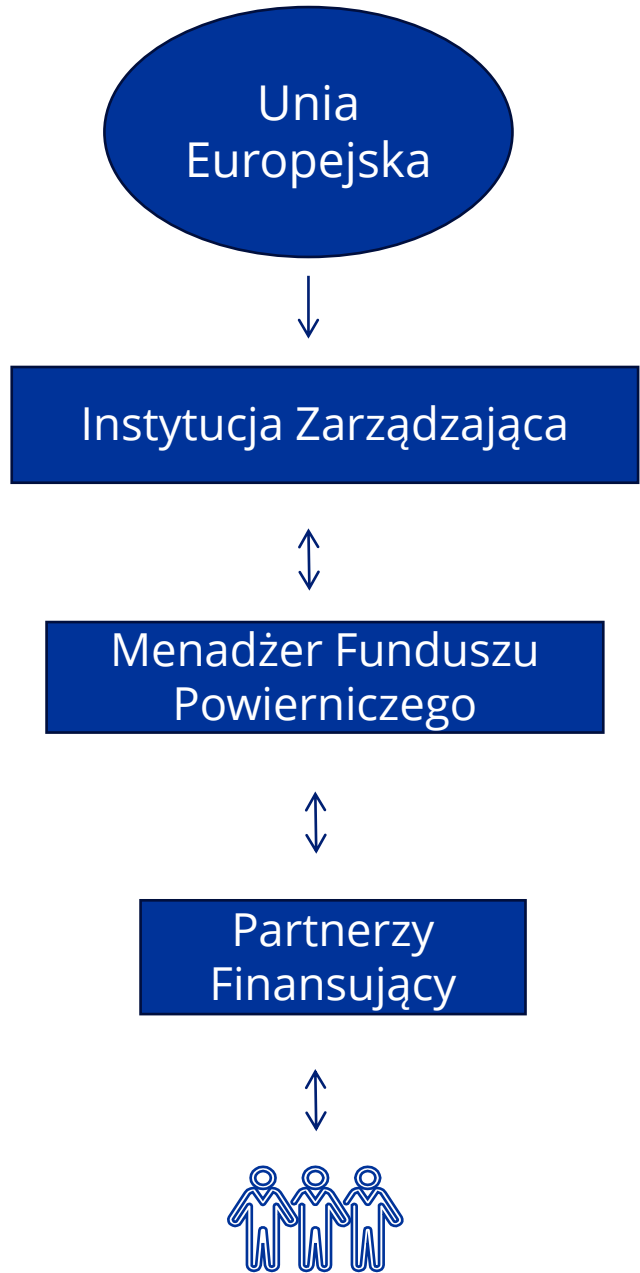 Unia
Europejska
Instytucja Zarządzająca
Menadżer Funduszu
Powierniczego
Partnerzy
Finansujący